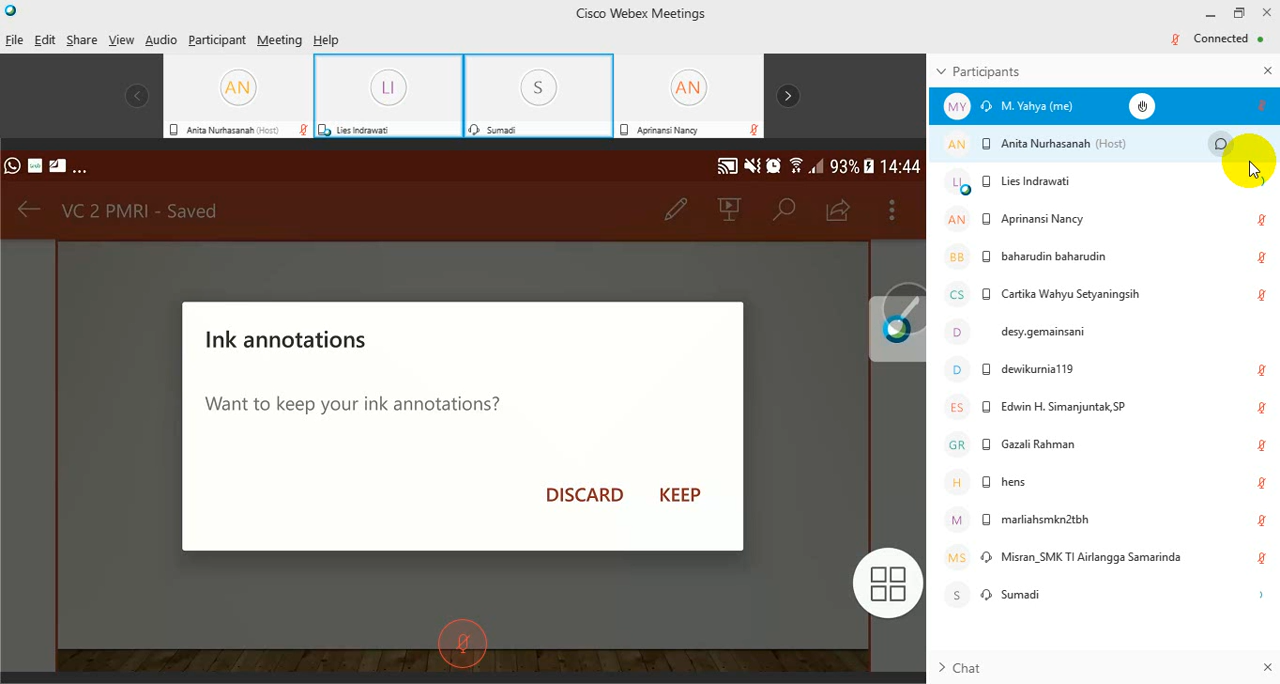 Cisco Webex Meetings
File Edit Share View Audio Participant Meeting Help
Connected
AN
Anita Nurhasanah (Host)
LI
Lies Indrawati
S
Sumadi
AN
Aprinansi Nancy
... 93% 14:44
VC 2 PMRI - Saved
Ink annotations
Want to keep your ink annotations?
DISCARD KEEP
Participants
MY M. Yahya (me)
AN Anita Nurhasanah (Host)
LI Lies Indrawati
AN Aprinansi Nancy
BB baharudin baharudin
CS Cartika Wahyu Setyaningsih
D desy.gemainsani
D dewikurnia119
ES Edwin H. Simanjuntak,SP
GR Gazali Rahman
H hens
M marliahsmkn2tbh
MS Misran_SMK TI Airlangga Samarinda
S Sumadi
Chat